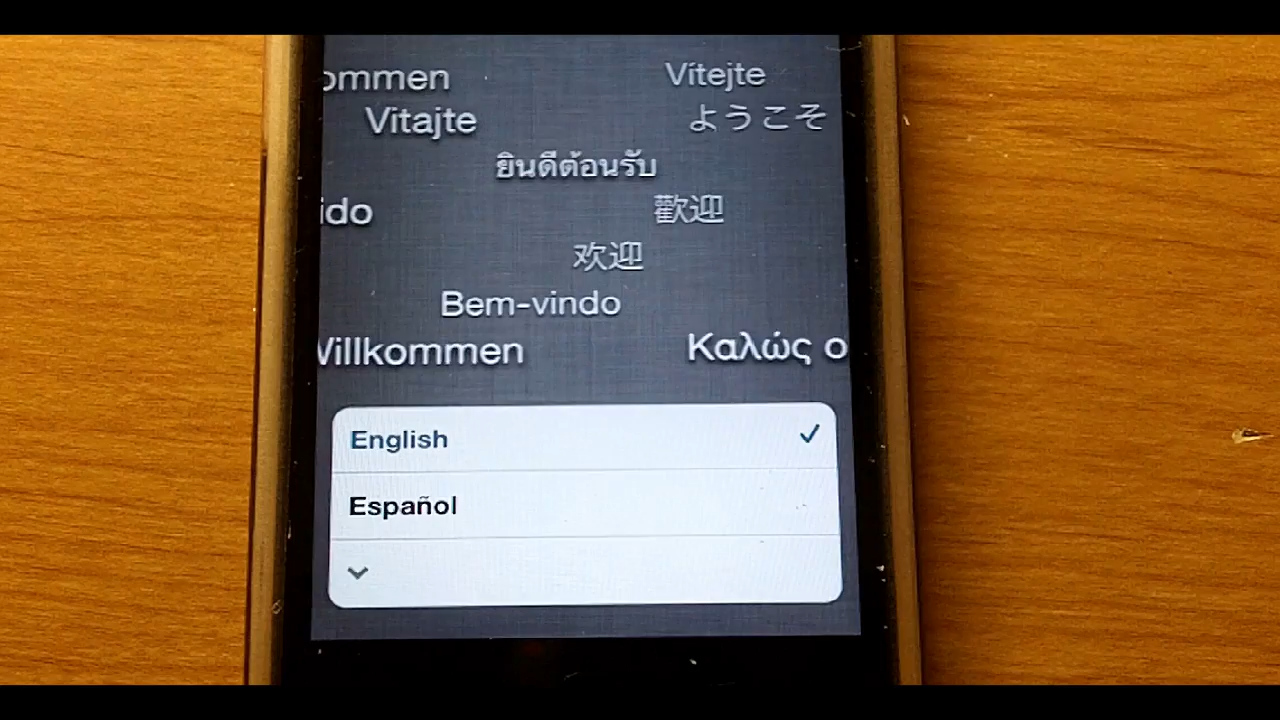 ommen Vítejte
Vitajte ようこそ
ยินดีต้อนรับ
ido 歡迎
欢迎
Bem-vindo
Willkommen Καλώς ο
English
Español